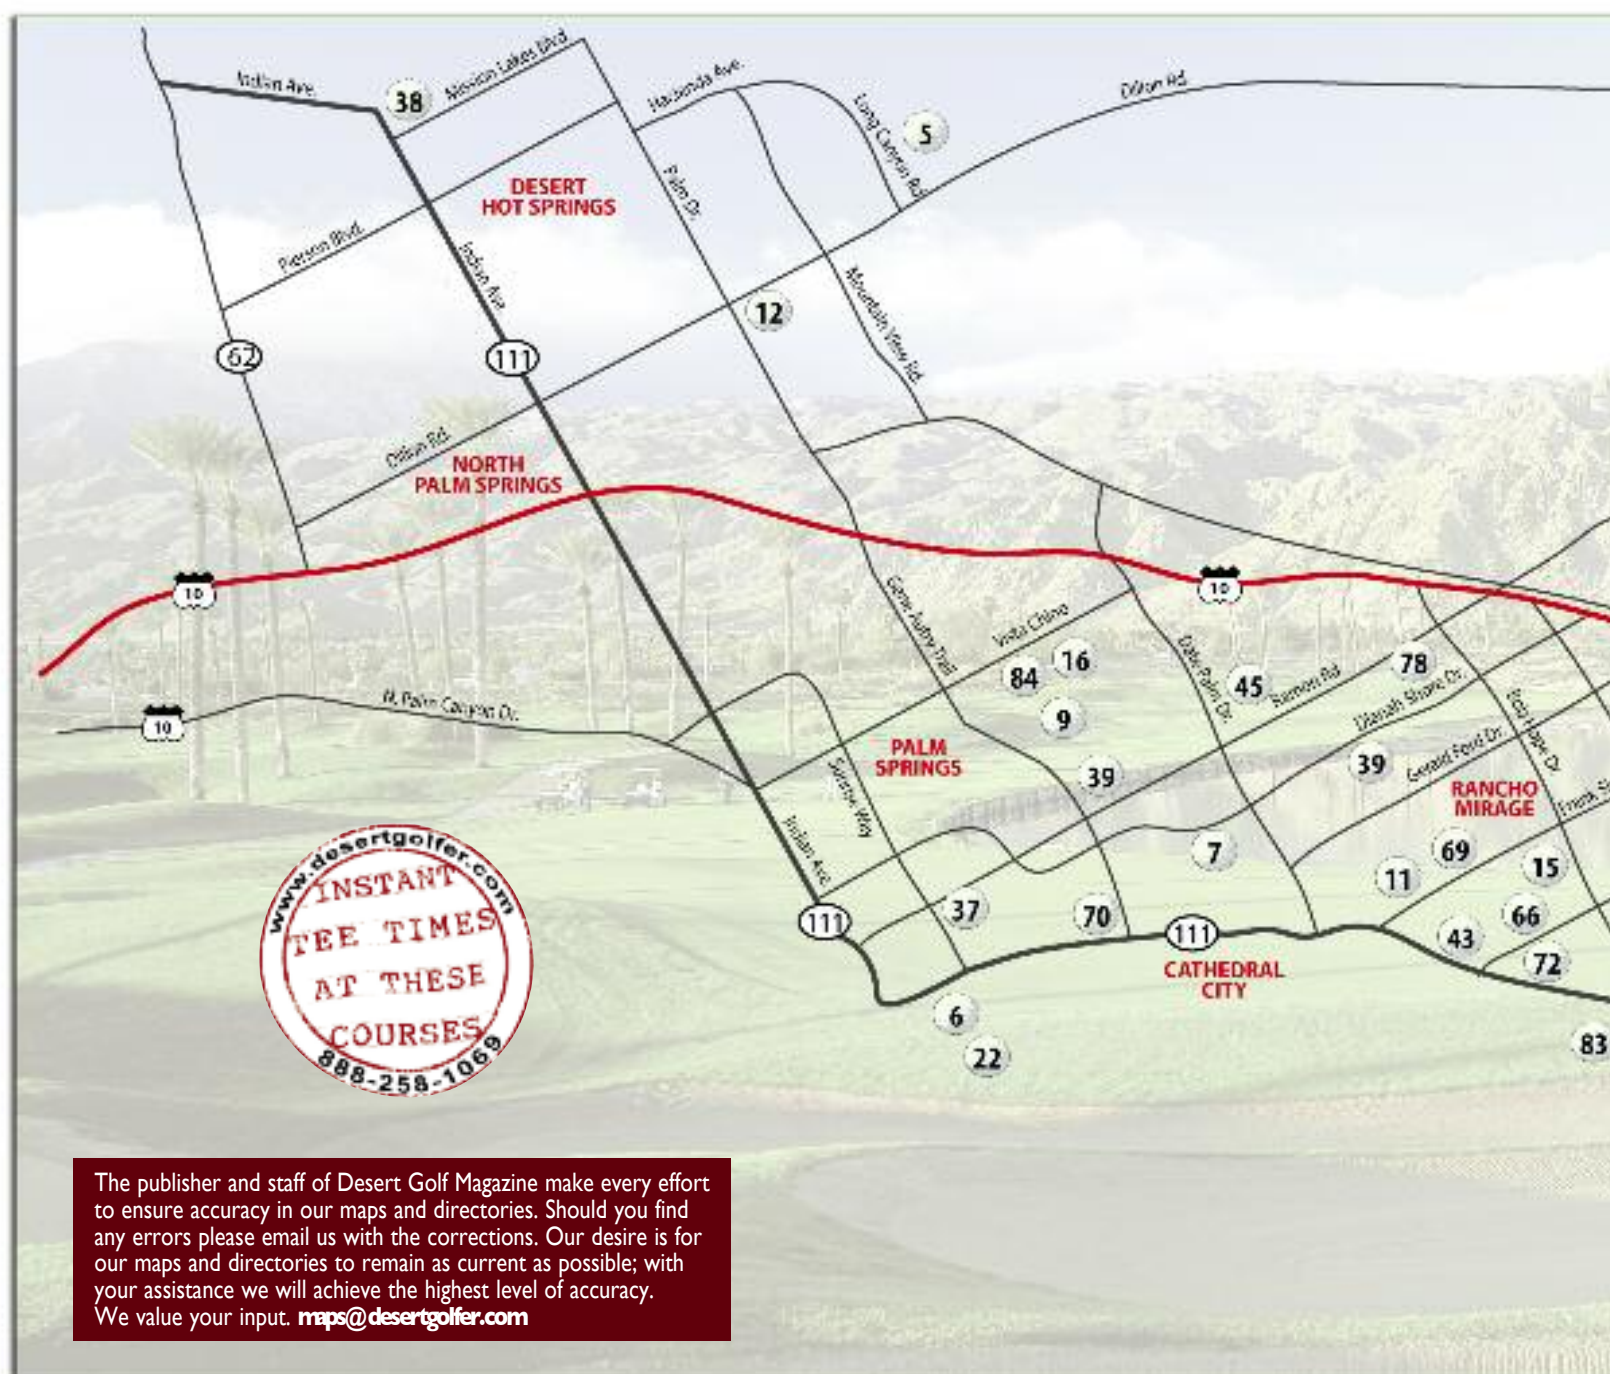 Indian Ave.
38
Mission Lakes Blvd.
Hacienda Ave.
Long Canyon Rd.
5
Dillon Rd.
DESERT
HOT SPRINGS
Palm Dr.
Pierson Blvd.
Indian Ave.
12
Mountain View Rd.
62
111
Dillon Rd.
NORTH
PALM SPRINGS
10
10
Gene Autry Trail
Vista Chino
84
16
9
Date Palm Dr.
45
Ramon Rd.
78
Dianah Shore Dr.
Bob Hope Dr.
10
N. Palm Canyon Dr.
PALM
SPRINGS
Sunrise Way
39
39
Gerald Ford Dr.
RANCHO
MIRAGE
Frank Si
Indian Ave.
7
69
11
15
37
70
66
111
111
43
72
CATHEDRAL
CITY
6
22
83
www.desertgolfer.com
INSTANT
TEE TIMES
AT THESE
COURSES
888-258-1069
The publisher and staff of Desert Golf Magazine make every effort
to ensure accuracy in our maps and directories. Should you find
any errors please email us with the corrections. Our desire is for
our maps and directories to remain as current as possible; with
your assistance we will achieve the highest level of accuracy.
We value your input. maps@desertgolfer.com